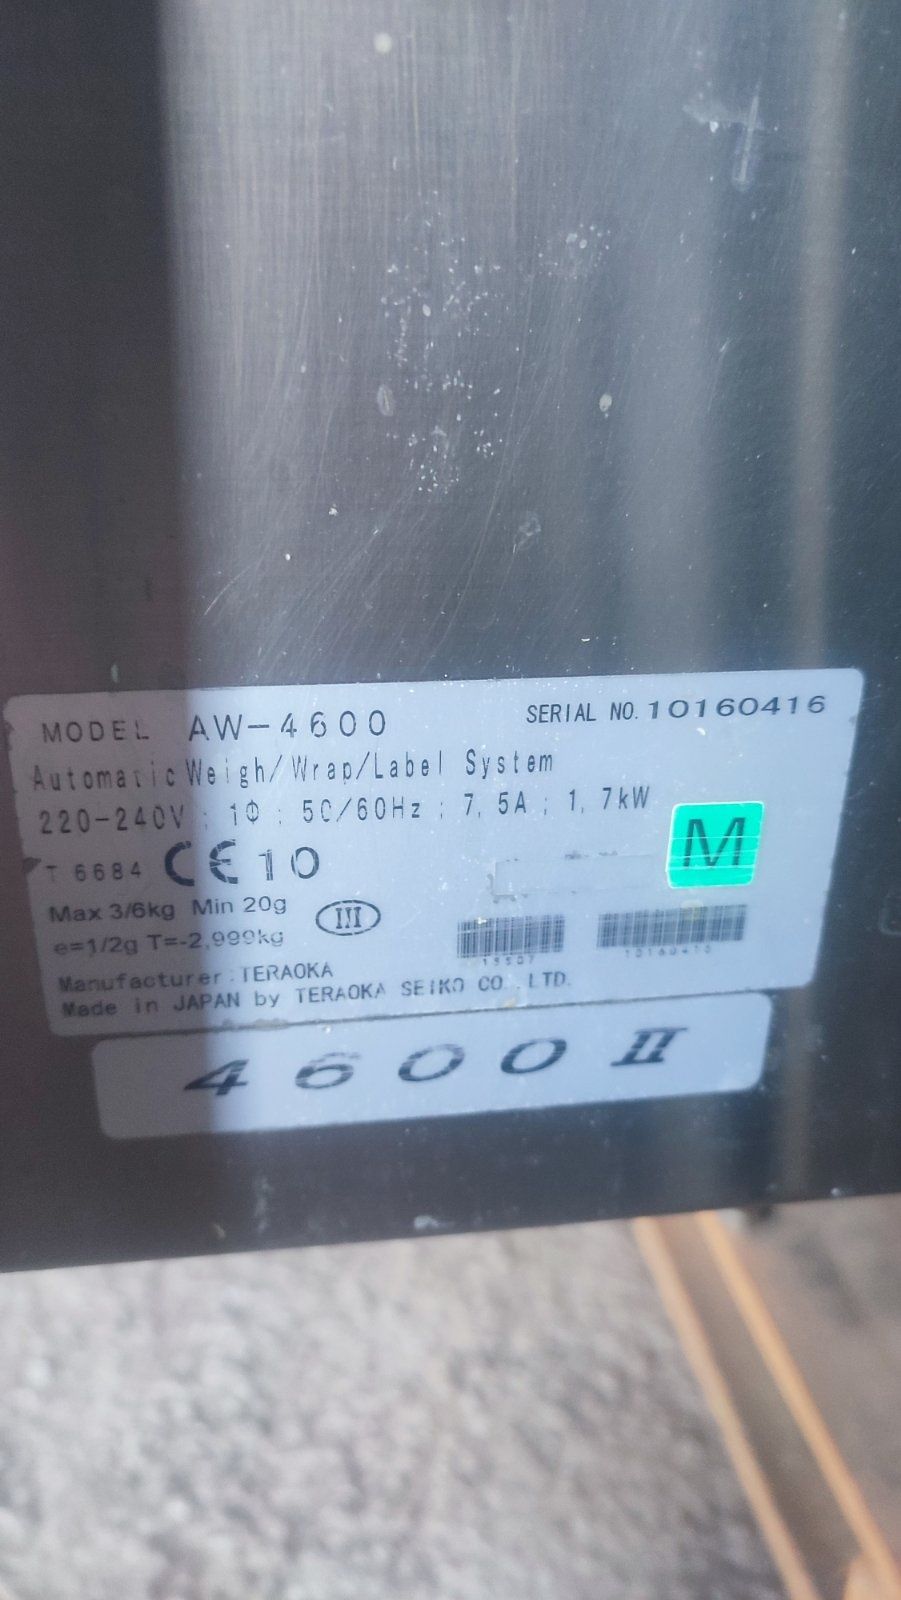 MODEL AW-4600 SERIAL NO. 10160416
Automatic Weigh/Wrap/Label System
220-240V ; 1Φ ; 50/60Hz ; 7,5A ; 1,7kW
T 6684 CE 10 M
Max 3/6kg Min 20g III
e=1/2g T=-2,999kg
15507 10160416
Manufacturer : TERAOKA
Made in JAPAN by TERAOKA SEIKO CO., LTD.
4600 II